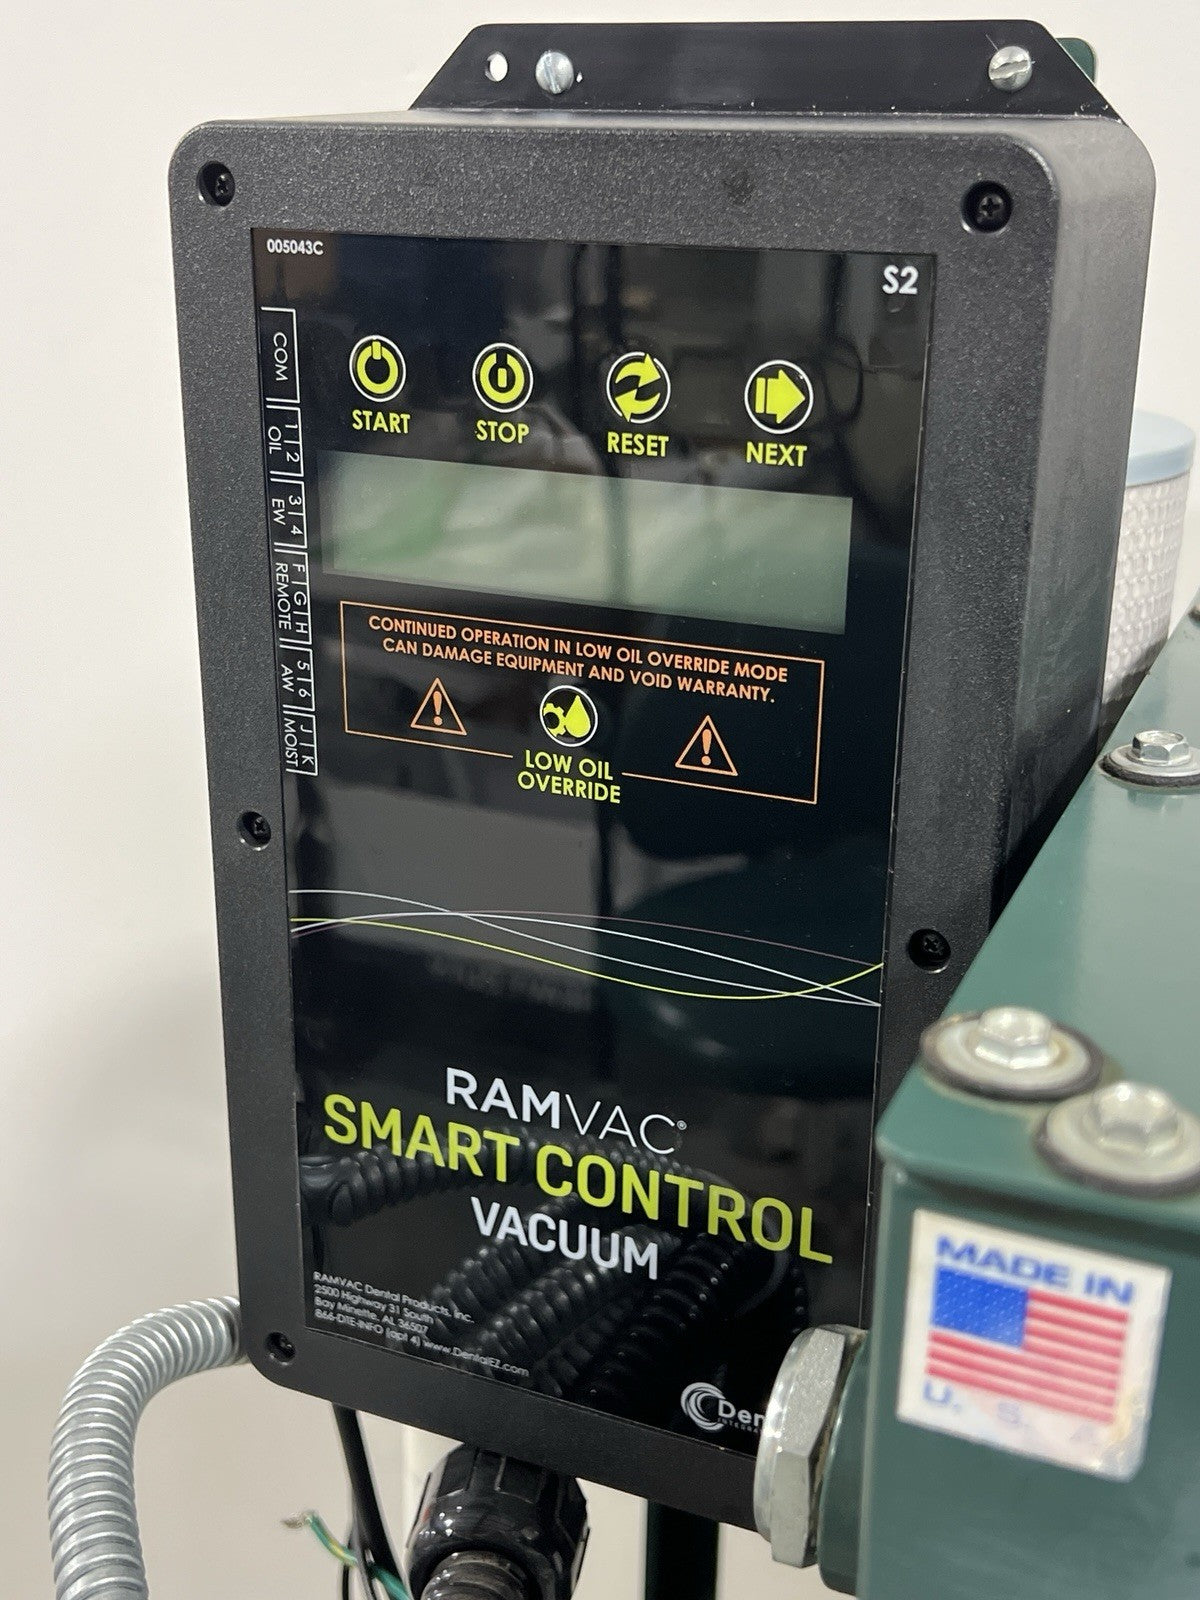 005043C
S2
COM
1 2
OIL
3 4
EW
F G H
REMOTE
5 6
AW
J K
MOIST
START
STOP
RESET
NEXT
CONTINUED OPERATION IN LOW OIL OVERRIDE MODE
CAN DAMAGE EQUIPMENT AND VOID WARRANTY.
LOW OIL
OVERRIDE
RAMVAC®
SMART CONTROL
VACUUM
RAMVAC Dental Products, Inc.
2500 Highway 31 South
Bay Minette, AL 36507
866-DTE-INFO (opt 4) www.DentalEZ.com
Den
MADE IN
U. S. A.